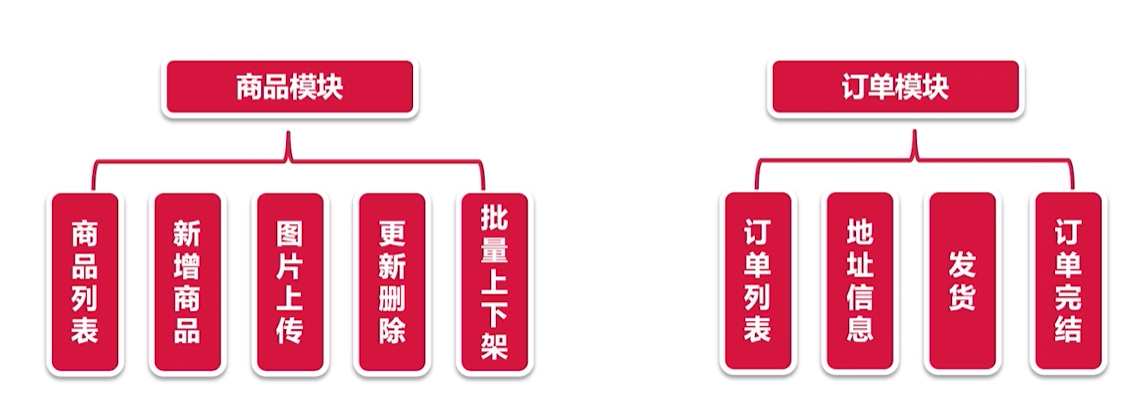 商品模块
商品列表
新增商品
图片上传
更新删除
批量上下架
订单模块
订单列表
地址信息
发货
订单完结